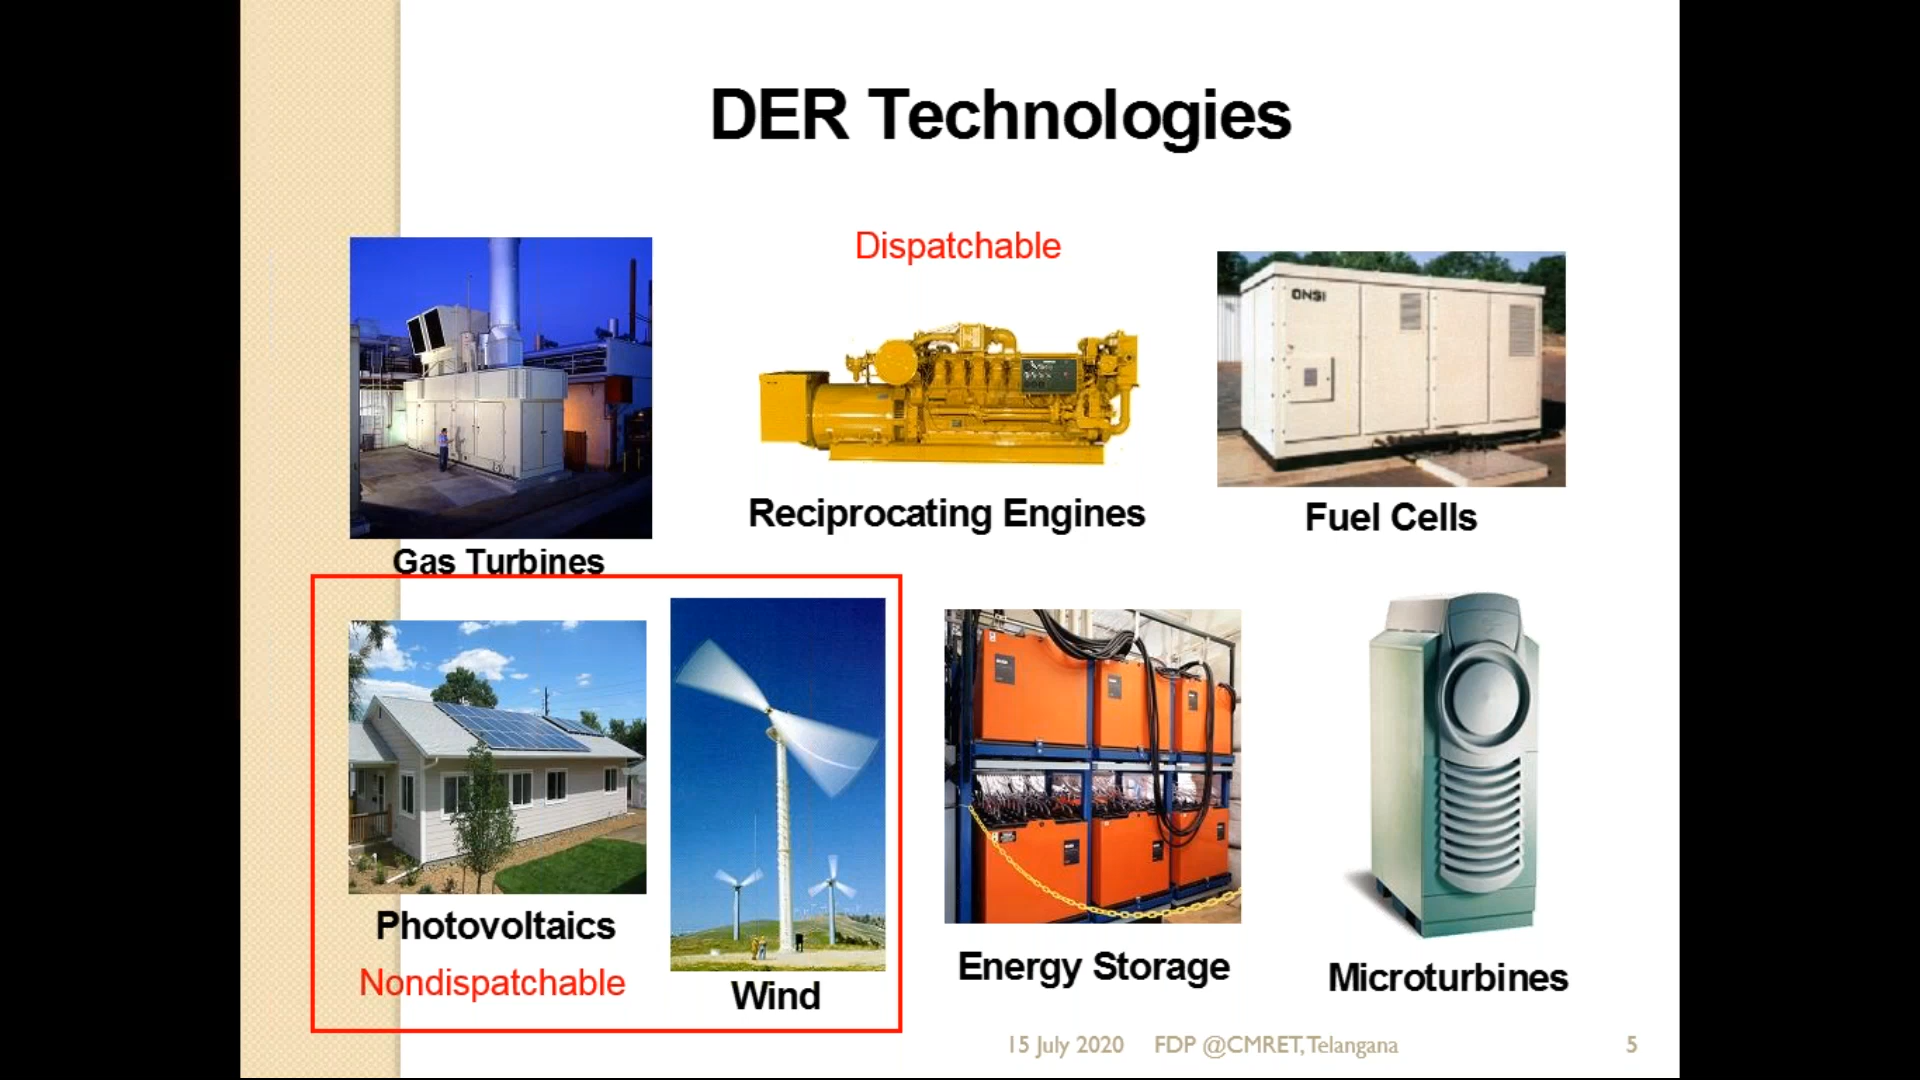 DER Technologies
Dispatchable
ONSI
Reciprocating Engines
Fuel Cells
Gas Turbines
Photovoltaics
Nondispatchable
Wind
Energy Storage
Microturbines
15 July 2020 FDP @CMRET, Telangana 5